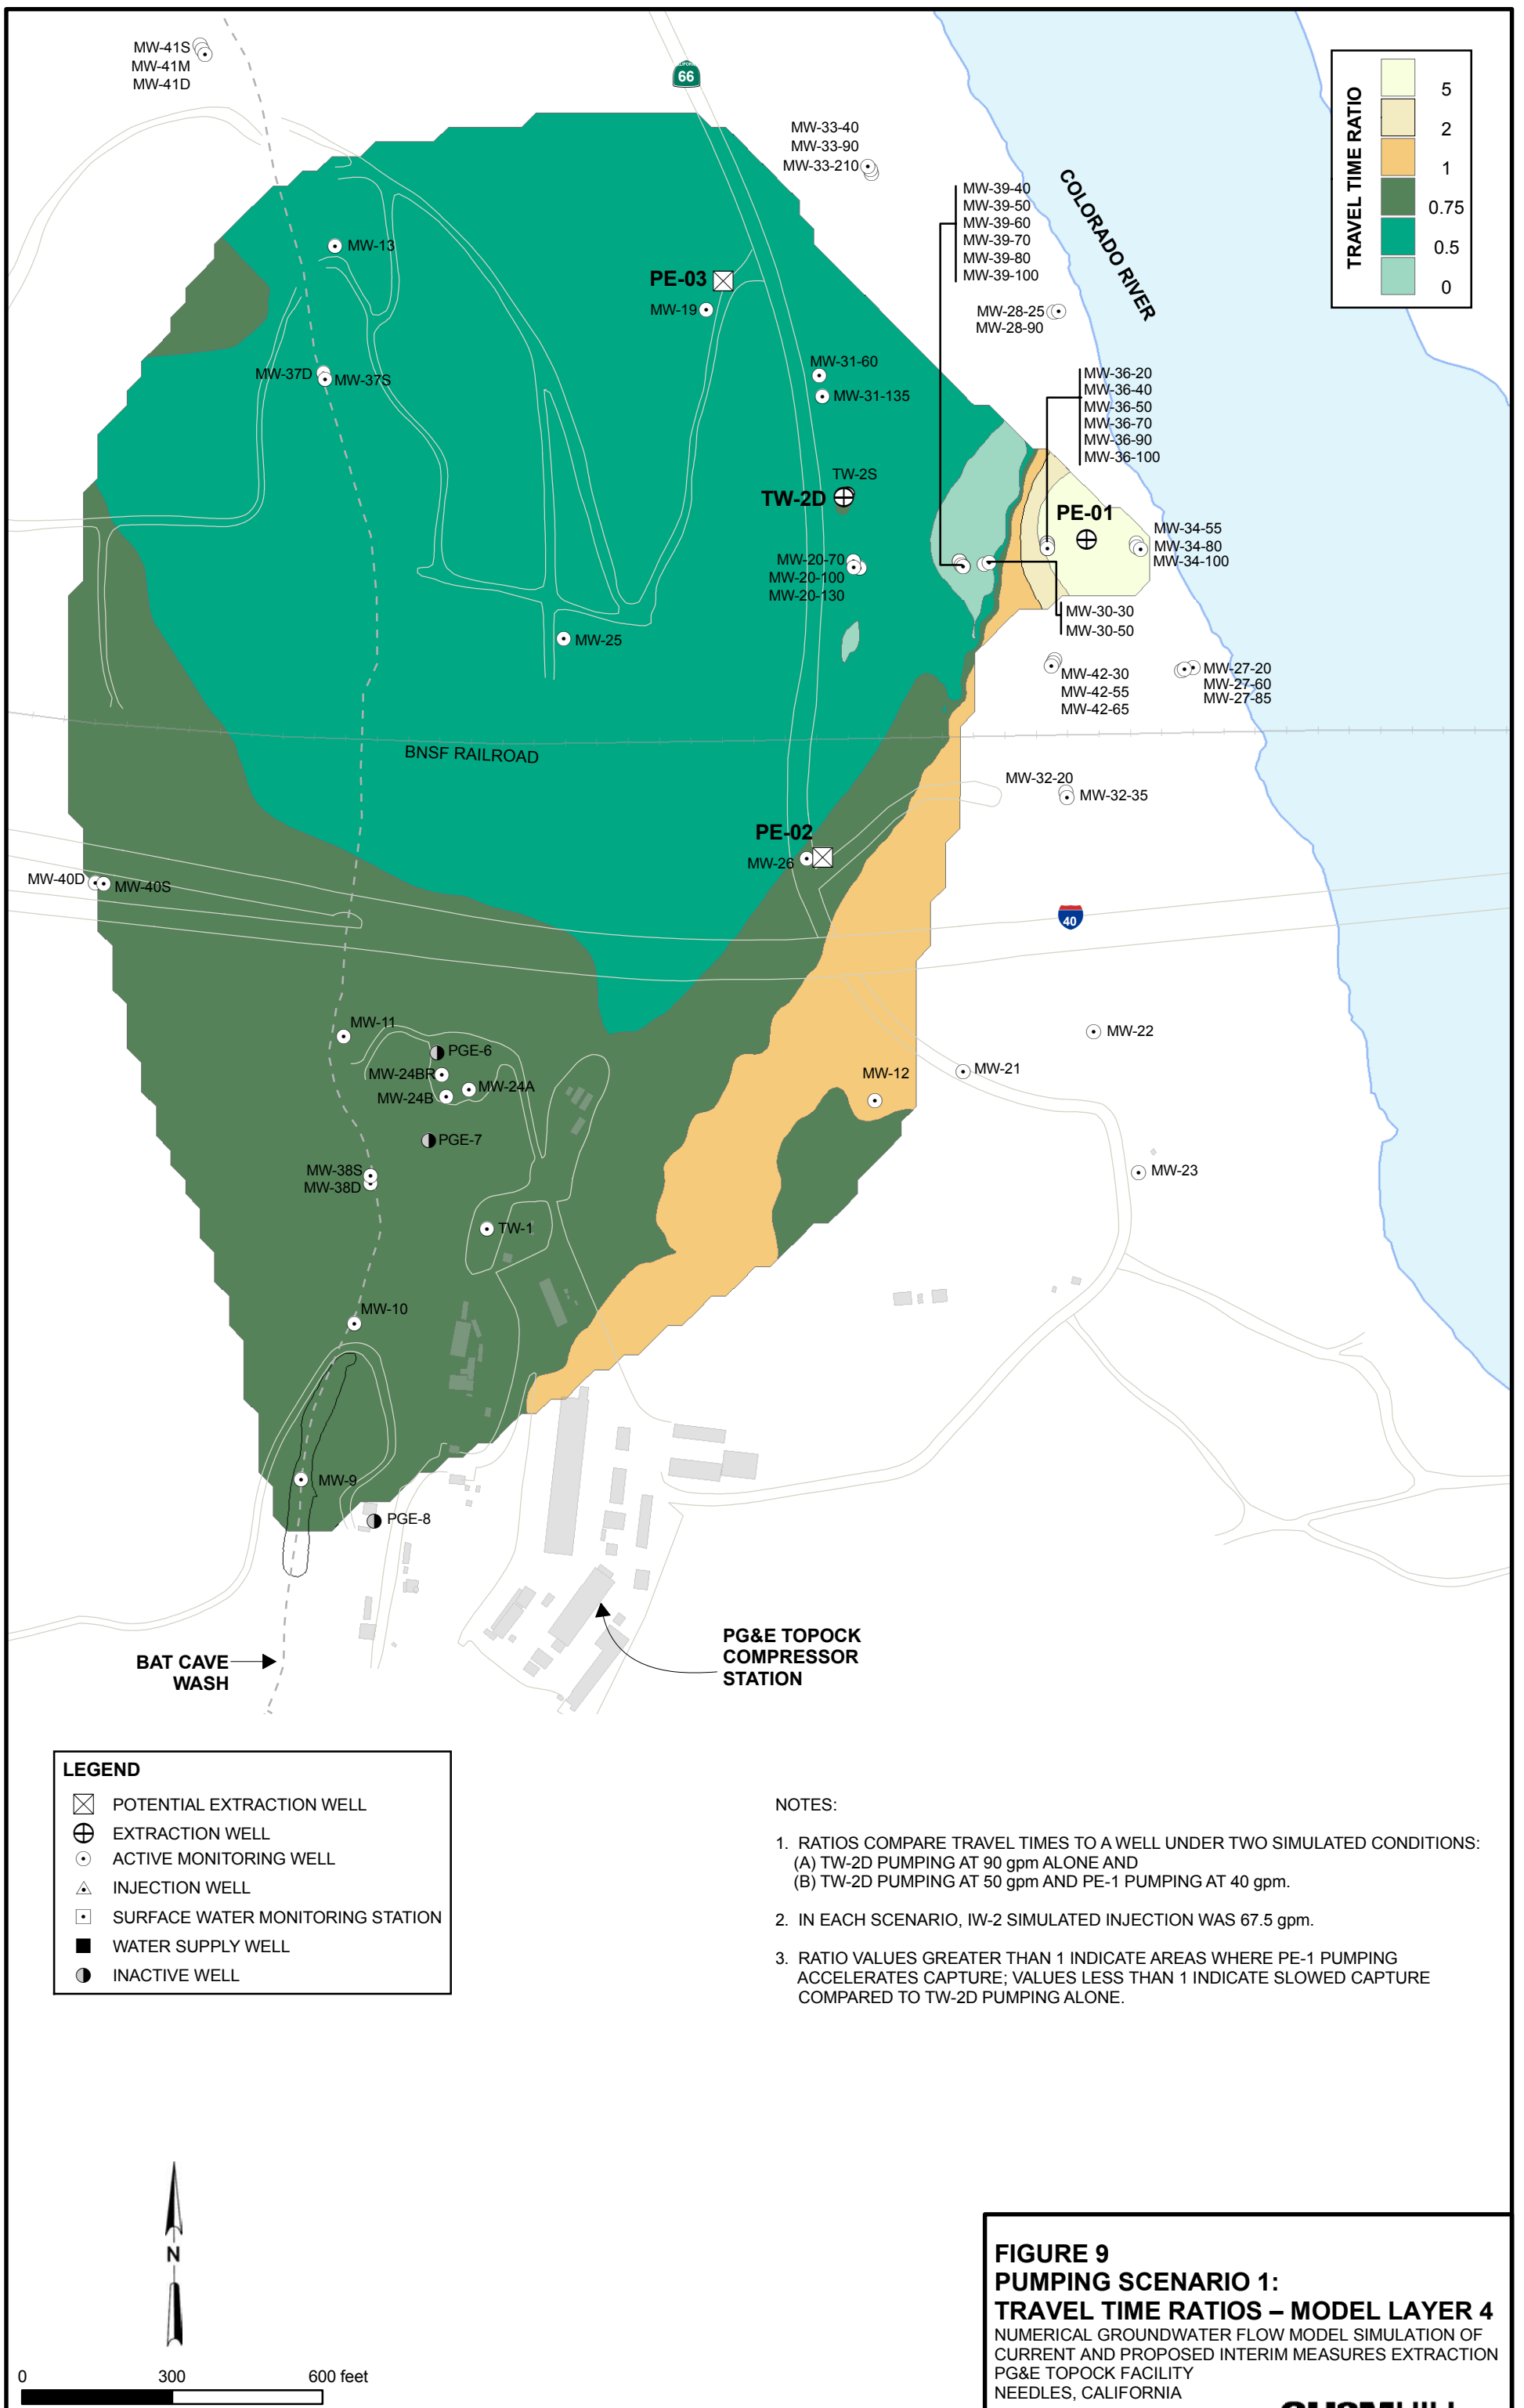 MW-41S
MW-41M
MW-41D
CALIFORNIA
66
MW-33-40
MW-33-90
MW-33-210
TRAVEL TIME RATIO
5
2
1
0.75
0.5
0
COLORADO RIVER
MW-39-40
MW-39-50
MW-39-60
MW-39-70
MW-39-80
MW-39-100
MW-13
PE-03
MW-19
MW-28-25
MW-28-90
MW-37D
MW-37S
MW-31-60
MW-31-135
MW-36-20
MW-36-40
MW-36-50
MW-36-70
MW-36-90
MW-36-100
TW-2S
TW-2D
PE-01
MW-34-55
MW-34-80
MW-34-100
MW-20-70
MW-20-100
MW-20-130
MW-30-30
MW-30-50
MW-25
MW-42-30
MW-42-55
MW-42-65
MW-27-20
MW-27-60
MW-27-85
BNSF RAILROAD
MW-32-20
MW-32-35
PE-02
MW-26
MW-40D
MW-40S
40
MW-11
PGE-6
MW-24BR
MW-24A
MW-24B
PGE-7
MW-22
MW-21
MW-12
MW-23
MW-38S
MW-38D
TW-1
MW-10
MW-9
PGE-8
BAT CAVE
WASH
PG&E TOPOCK
COMPRESSOR
STATION
LEGEND
POTENTIAL EXTRACTION WELL
EXTRACTION WELL
ACTIVE MONITORING WELL
INJECTION WELL
SURFACE WATER MONITORING STATION
WATER SUPPLY WELL
INACTIVE WELL
NOTES:
1. RATIOS COMPARE TRAVEL TIMES TO A WELL UNDER TWO SIMULATED CONDITIONS:
(A) TW-2D PUMPING AT 90 gpm ALONE AND
(B) TW-2D PUMPING AT 50 gpm AND PE-1 PUMPING AT 40 gpm.
2. IN EACH SCENARIO, IW-2 SIMULATED INJECTION WAS 67.5 gpm.
3. RATIO VALUES GREATER THAN 1 INDICATE AREAS WHERE PE-1 PUMPING
ACCELERATES CAPTURE; VALUES LESS THAN 1 INDICATE SLOWED CAPTURE
COMPARED TO TW-2D PUMPING ALONE.
N
0 300 600 feet
FIGURE 9
PUMPING SCENARIO 1:
TRAVEL TIME RATIOS – MODEL LAYER 4
NUMERICAL GROUNDWATER FLOW MODEL SIMULATION OF
CURRENT AND PROPOSED INTERIM MEASURES EXTRACTION
PG&E TOPOCK FACILITY
NEEDLES, CALIFORNIA